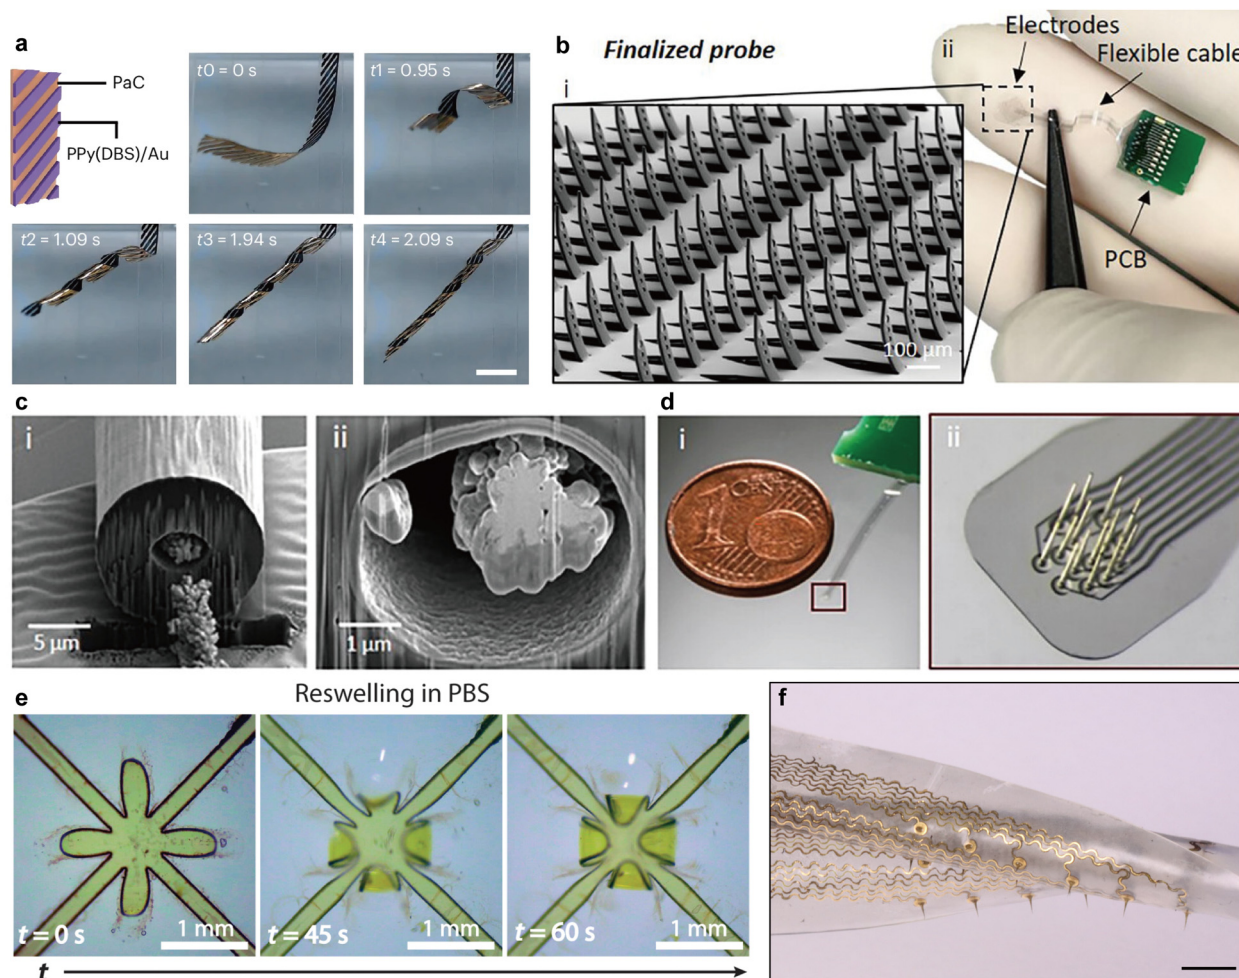 a
PaC
PPy(DBS)/Au
t0 = 0 s
t1 = 0.95 s
t2 = 1.09 s
t3 = 1.94 s
t4 = 2.09 s
b
Finalized probe
i
100 µm
ii
Electrodes
Flexible cable
PCB
c
i
5 µm
ii
1 µm
d
i
1
ii
e
Reswelling in PBS
t = 0 s
1 mm
t = 45 s
1 mm
t = 60 s
1 mm
t
f